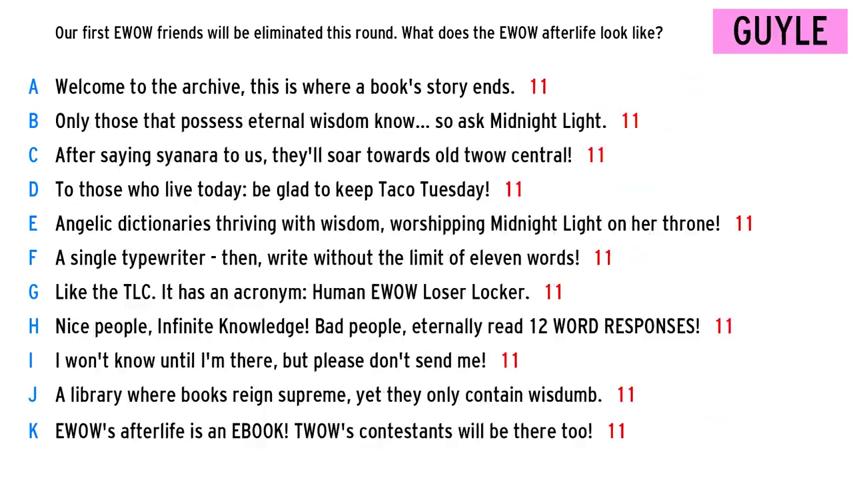 Our first EWOW friends will be eliminated this round. What does the EWOW afterlife look like?
GUYLE
A Welcome to the archive, this is where a book's story ends. 11
B Only those that possess eternal wisdom know... so ask Midnight Light. 11
C After saying syanara to us, they'll soar towards old twow central! 11
D To those who live today: be glad to keep Taco Tuesday! 11
E Angelic dictionaries thriving with wisdom, worshipping Midnight Light on her throne! 11
F A single typewriter - then, write without the limit of eleven words! 11
G Like the TLC. It has an acronym: Human EWOW Loser Locker. 11
H Nice people, Infinite Knowledge! Bad people, eternally read 12 WORD RESPONSES! 11
I I won't know until I'm there, but please don't send me! 11
J A library where books reign supreme, yet they only contain wisdumb. 11
K EWOW's afterlife is an EBOOK! TWOW's contestants will be there too! 11